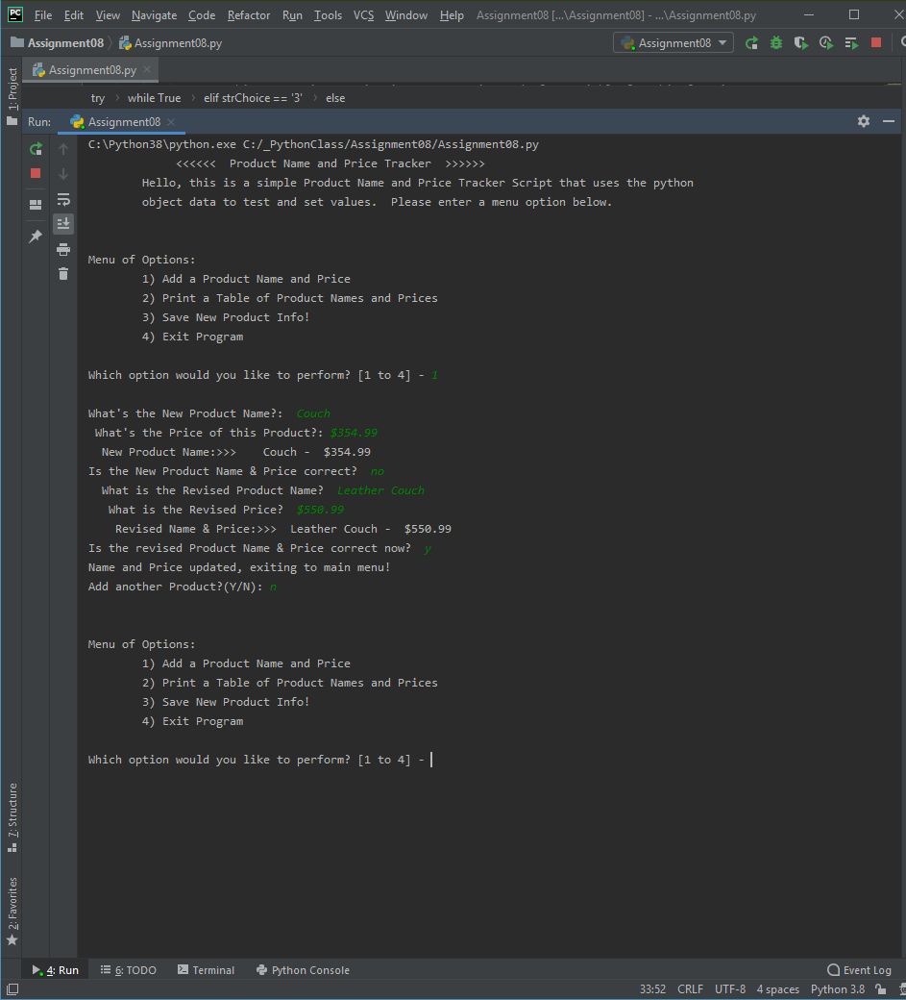 PC File Edit View Navigate Code Refactor Run Tools VCS Window Help Assignment08 [...\Assignment08] - ...\Assignment08.py
Assignment08 Assignment08.py Assignment08
1: Project
Assignment08.py
try while True elif strChoice == '3' else
Run: Assignment08
C:\Python38\python.exe C:/_PythonClass/Assignment08/Assignment08.py
<<<<<<  Product Name and Price Tracker  >>>>>>
Hello, this is a simple Product Name and Price Tracker Script that uses the python
object data to test and set values.  Please enter a menu option below.
Menu of Options:
1) Add a Product Name and Price
2) Print a Table of Product Names and Prices
3) Save New Product Info!
4) Exit Program
Which option would you like to perform? [1 to 4] - 1
What's the New Product Name?:  Couch
What's the Price of this Product?: $354.99
New Product Name:>>>    Couch -  $354.99
Is the New Product Name & Price correct?  no
What is the Revised Product Name?  Leather Couch
What is the Revised Price?  $550.99
Revised Name & Price:>>>  Leather Couch -  $550.99
Is the revised Product Name & Price correct now?  y
Name and Price updated, exiting to main menu!
Add another Product?(Y/N): n
Menu of Options:
1) Add a Product Name and Price
2) Print a Table of Product Names and Prices
3) Save New Product Info!
4) Exit Program
Which option would you like to perform? [1 to 4] -
7: Structure
2: Favorites
4: Run 6: TODO Terminal Python Console Event Log
33:52 CRLF UTF-8 4 spaces Python 3.8